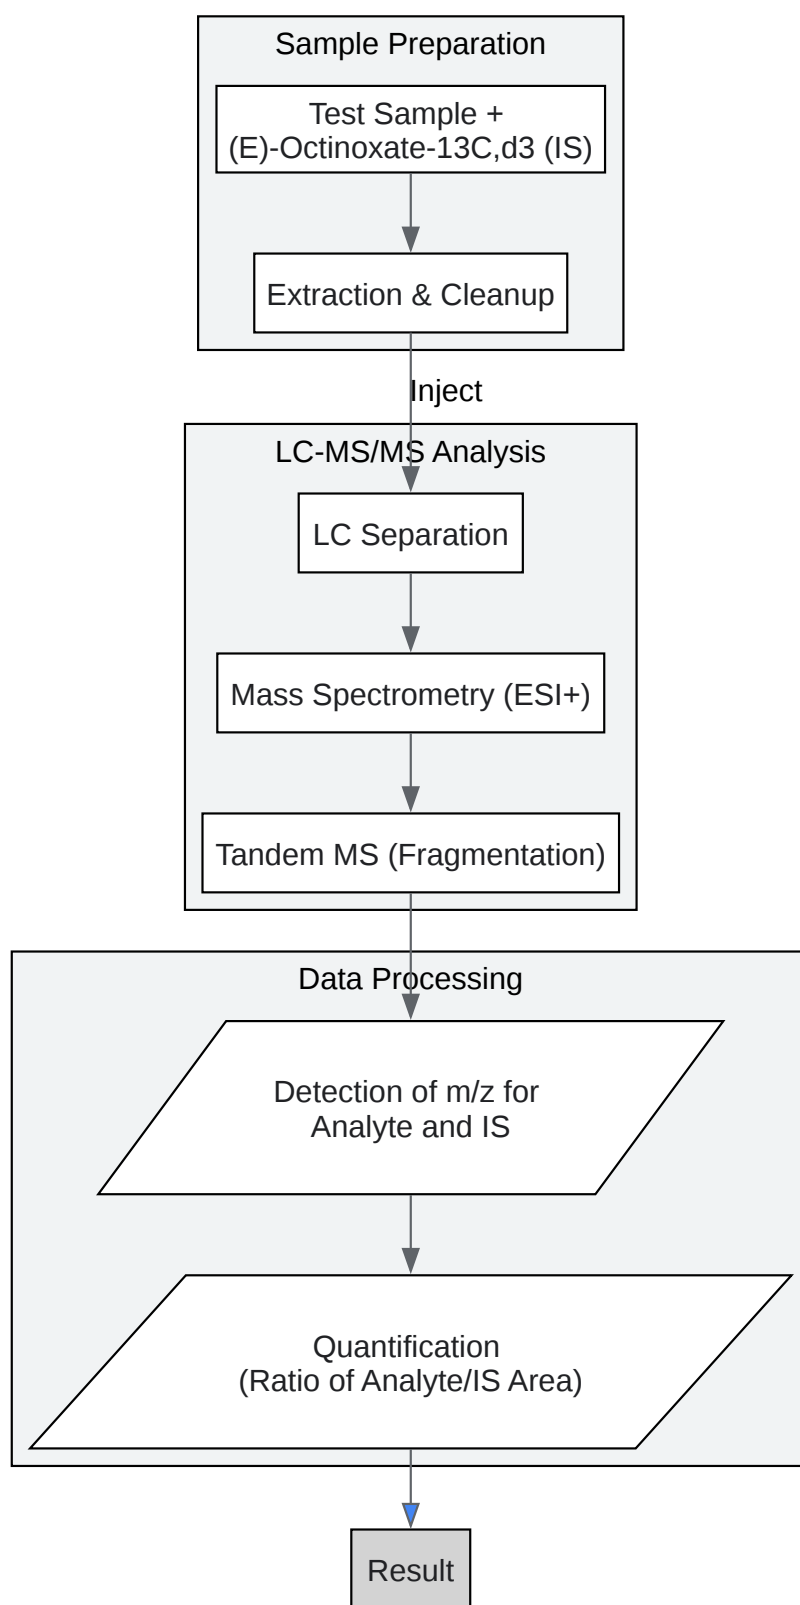 Sample Preparation
Test Sample +
(E)-Octinoxate-13C,d3 (IS)
Extraction & Cleanup
Inject
LC-MS/MS Analysis
LC Separation
Mass Spectrometry (ESI+)
Tandem MS (Fragmentation)
Data Processing
Detection of m/z for
Analyte and IS
Quantification
(Ratio of Analyte/IS Area)
Result